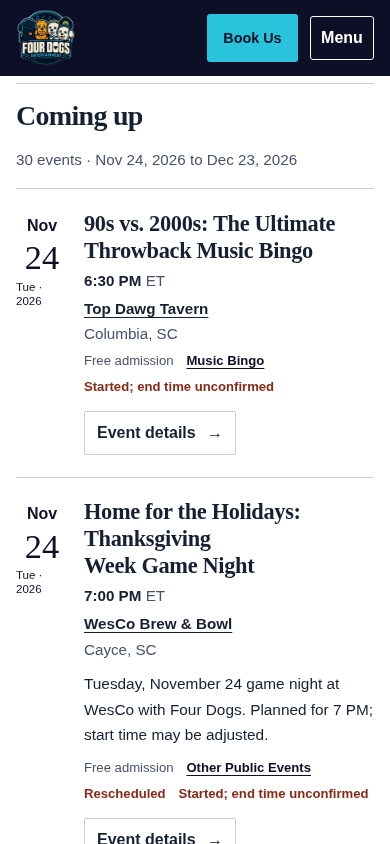 FOUR DOGS
ENTERTAINMENT
Book Us
Menu
Coming up
30 events · Nov 24, 2026 to Dec 23, 2026
Nov
24
Tue ·
2026
90s vs. 2000s: The Ultimate
Throwback Music Bingo
6:30 PM ET
Top Dawg Tavern
Columbia, SC
Free admission Music Bingo
Started; end time unconfirmed
Event details →
Nov
24
Tue ·
2026
Home for the Holidays:
Thanksgiving
Week Game Night
7:00 PM ET
WesCo Brew & Bowl
Cayce, SC
Tuesday, November 24 game night at
WesCo with Four Dogs. Planned for 7 PM;
start time may be adjusted.
Free admission Other Public Events
Rescheduled Started; end time unconfirmed
Event details →